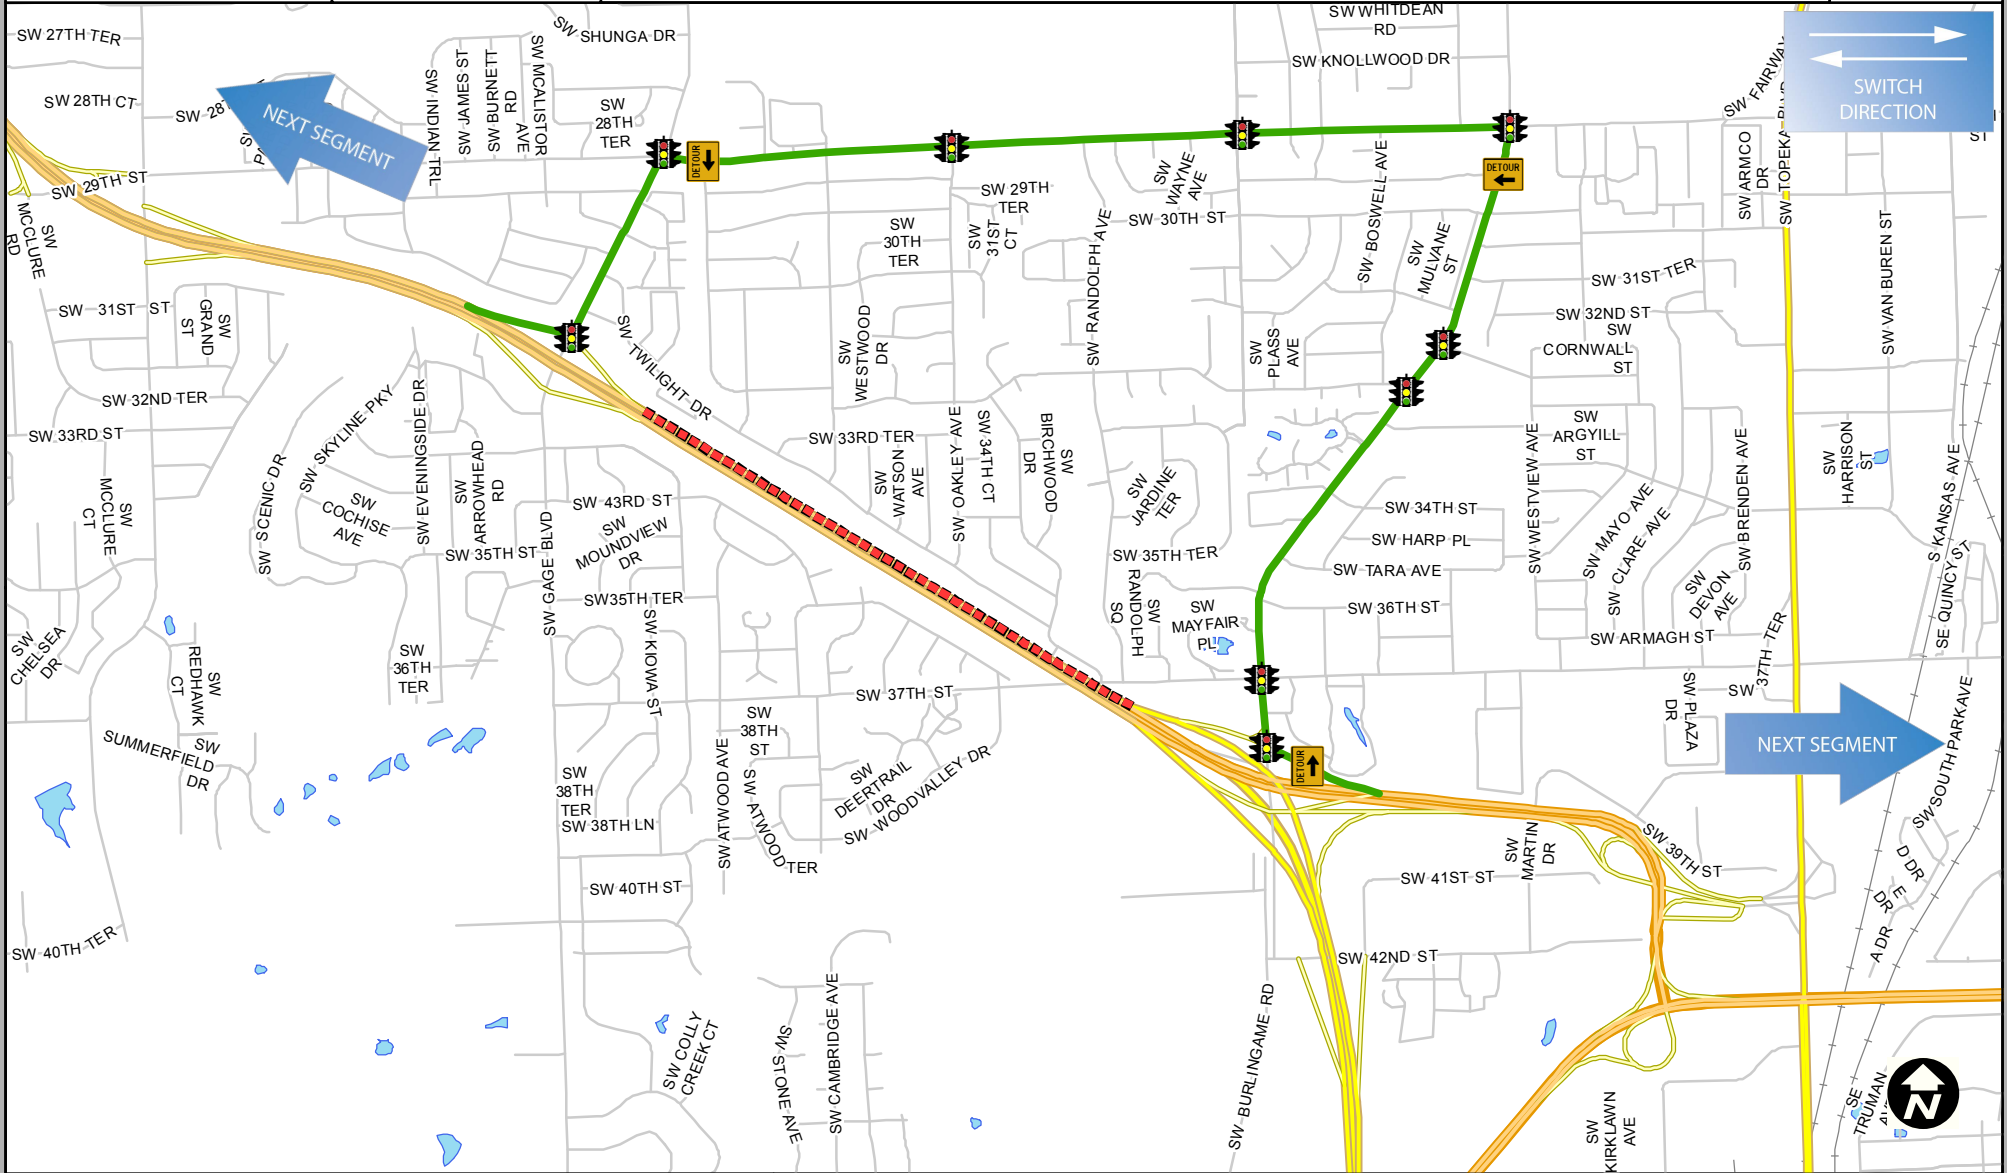 SW 27TH TER
SW SHUNGA DR
SW WHITDEAN
RD
SW KNOLLWOOD DR
SW FAIRWAY
SWITCH
DIRECTION
SW 28TH CT
SW 28
NEXT SEGMENT
SW INDIAN TRL
SW JAMES ST
SW BURNETT
RD
SW MCALISTOR
AVE
SW
28TH
TER
DETOUR
DETOUR
ST
SW 29TH ST
SW
MCCLURE
RD
SW 29TH
TER
SW
31ST
CT
SW
30TH
TER
SW
WAYNE
AVE
SW 30TH ST
SW RANDOLPH AVE
SW BOSWELL AVE
SW
MULVANE
ST
SW ARMCO
DR
SW TOPEKA BLVD
SW VAN BUREN ST
SW 31ST TER
SW 31ST ST
SW
GRAND
ST
SW TWILIGHT DR
SW
WESTWOOD
DR
SW
PLASS
AVE
SW 32ND ST
SW
CORNWALL
ST
SW 32ND TER
SW 33RD ST
SW SKYLINE PKY
SW EVENINGSIDE DR
SW SCENIC DR
SW
COCHISE
AVE
SW
ARROWHEAD
RD
SW 33RD TER
SW
WATSON
AVE
SW OAKLEY AVE
SW 34TH CT
SW
BIRCHWOOD
DR
SW
JARDINE
TER
SW
ARGYILL
ST
SW WESTVIEW AVE
SW BRENDEN AVE
SW
HARRISON
ST
S KANSAS AVE
SW
MCCLURE
CT
SW 43RD ST
SW
MOUNDVIEW
DR
SW 35TH ST
SW GAGE BLVD
SW35TH TER
SW 34TH ST
SW HARP PL
SW TARA AVE
SW 36TH ST
SW MAYO AVE
SW CLARE AVE
SW
DEVON
AVE
SW 35TH TER
SW
RANDOLPH
SQ
SW
MAYFAIR
PL
SW ARMAGH ST
SW 37TH TER
SE QUINCY ST
SW
CHELSEA
DR
SW
REDHAWK
CT
SW
36TH
TER
SW KIOWA ST
SW 37TH ST
SW
PLAZA
DR
NEXT SEGMENT
SW SOUTH PARK AVE
SW
SUMMERFIELD
DR
SW
38TH
ST
SW
38TH
TER
SW 38TH LN
SW ATWOOD AVE
SW ATWOOD TER
SW
DEERTRAIL
DR
SW WOODVALLEY DR
DETOUR
SW
MARTIN
DR
SW 39TH ST
SW 40TH ST
SW 41ST ST
D DR
E
DR
A DR
SW 40TH TER
SW 42ND ST
SW COLLY
CREEK CT
SW STONE AVE
SW CAMBRIDGE AVE
SW BURLINGAME RD
SW
KIRKLAWN
AVE
SE
TRUMAN
N